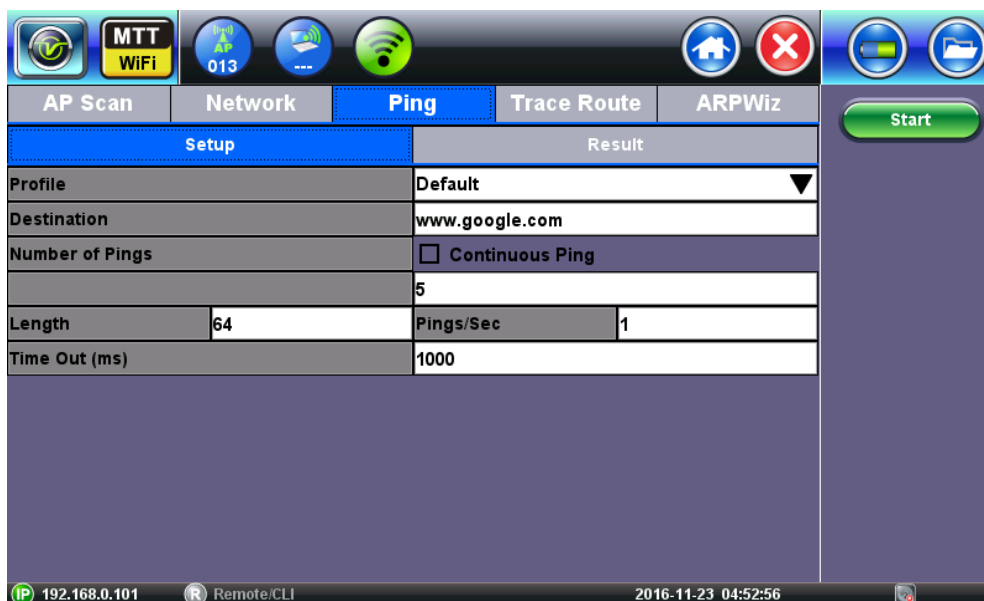 MTT
WiFi
AP
013
---
AP Scan Network Ping Trace Route ARPWiz
Start
Setup Result
Profile Default
Destination www.google.com
Number of Pings Continuous Ping
5
Length 64 Pings/Sec 1
Time Out (ms) 1000
IP 192.168.0.101 R Remote/CLI 2016-11-23 04:52:56